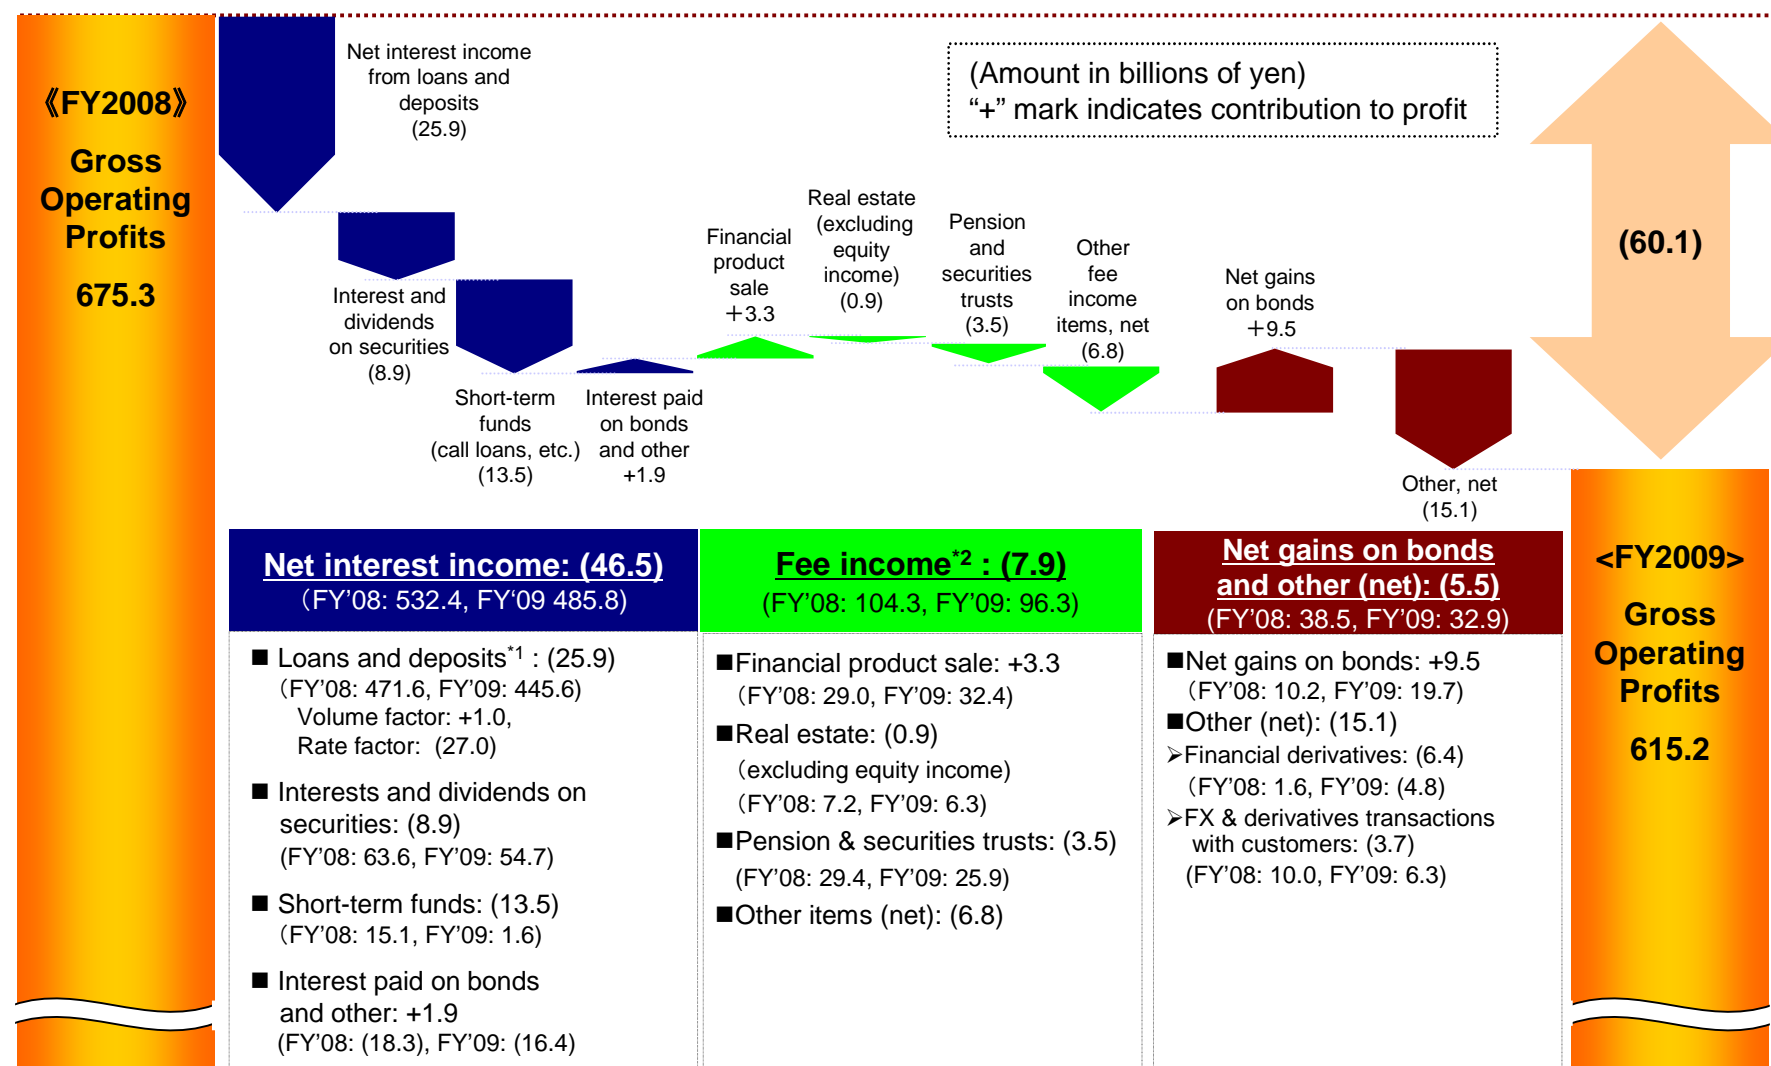 《FY2008》
Gross
Operating
Profits
675.3
Net interest income
from loans and
deposits
(25.9)
Interest and
dividends
on securities
(8.9)
Short-term
funds
(call loans, etc.)
(13.5)
Interest paid
on bonds
and other
+1.9
Financial
product
sale
＋3.3
Real estate
(excluding
equity
income)
(0.9)
Pension
and
securities
trusts
(3.5)
Other
fee
income
items, net
(6.8)
(Amount in billions of yen)
“+” mark indicates contribution to profit
Net gains
on bonds
＋9.5
Other, net
(15.1)
(60.1)
Net interest income: (46.5)
（FY’08: 532.4, FY‘09 485.8)
■ Loans and deposits*1 : (25.9)
（FY’08: 471.6, FY’09: 445.6)
Volume factor: +1.0,
Rate factor: (27.0)
■ Interests and dividends on
securities: (8.9)
(FY’08: 63.6, FY’09: 54.7)
■ Short-term funds: (13.5)
（FY’08: 15.1, FY’09: 1.6)
■ Interest paid on bonds
and other: +1.9
(FY’08: (18.3), FY’09: (16.4)
Fee income*2 : (7.9)
(FY’08: 104.3, FY’09: 96.3)
■Financial product sale: +3.3
（FY’08: 29.0, FY’09: 32.4)
■Real estate: (0.9)
（excluding equity income)
（FY’08: 7.2, FY’09: 6.3)
■Pension & securities trusts: (3.5)
(FY’08: 29.4, FY’09: 25.9)
■Other items (net): (6.8)
Net gains on bonds
and other (net): (5.5)
(FY’08: 38.5, FY’09: 32.9)
■Net gains on bonds: +9.5
（FY’08: 10.2, FY’09: 19.7)
■Other (net): (15.1)
➢Financial derivatives: (6.4)
（FY’08: 1.6, FY’09: (4.8)
➢FX & derivatives transactions
with customers: (3.7)
(FY’08: 10.0, FY’09: 6.3)
<FY2009>
Gross
Operating
Profits
615.2